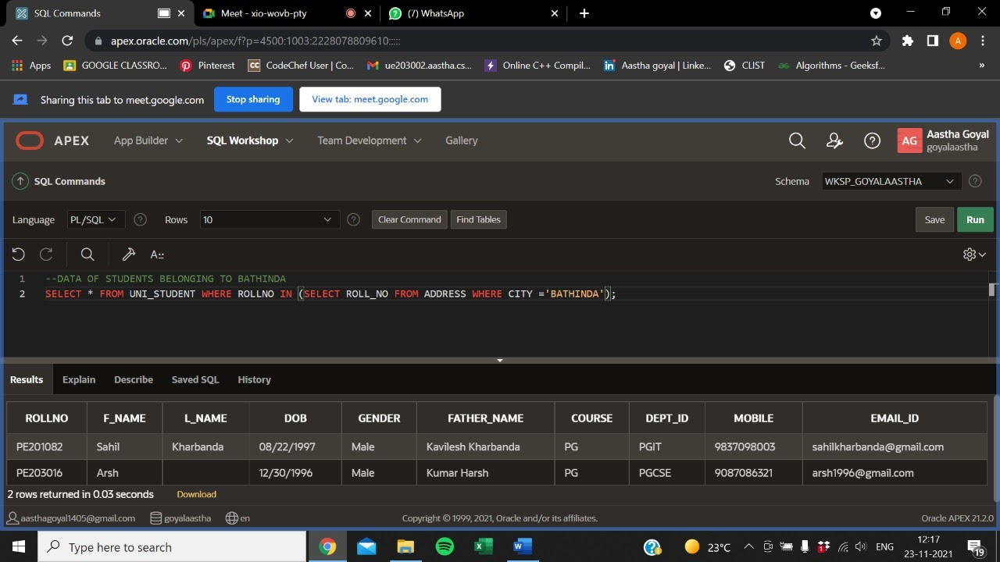 SQL Commands
Meet - xio-wovb-pty
(7) WhatsApp
apex.oracle.com/pls/apex/f?p=4500:1003:2228078809610:::::
A
Apps
GOOGLE CLASSRO...
Pinterest
CC CodeChef User | Co...
ue203002.aastha.cs...
Online C++ Compil...
in Aastha goyal | Linke...
CLIST
Algorithms - Geeksf...
»
Sharing this tab to meet.google.com
Stop sharing
View tab: meet.google.com
APEX
App Builder
SQL Workshop
Team Development
Gallery
AG
Aastha Goyal
goyalaastha
SQL Commands
Schema
WKSP_GOYALAASTHA
Language
PL/SQL
Rows
10
Clear Command
Find Tables
Save
Run
A::
1 --DATA OF STUDENTS BELONGING TO BATHINDA
2 SELECT * FROM UNI_STUDENT WHERE ROLLNO IN (SELECT ROLL_NO FROM ADDRESS WHERE CITY ='BATHINDA');
Results Explain Describe Saved SQL History
ROLLNO F_NAME L_NAME DOB GENDER FATHER_NAME COURSE DEPT_ID MOBILE EMAIL_ID
PE201082 Sahil Kharbanda 08/22/1997 Male Kavilesh Kharbanda PG PGIT 9837098003 sahilkharbanda@gmail.com
PE203016 Arsh 12/30/1996 Male Kumar Harsh PG PGCSE 9087086321 arsh1996@gmail.com
2 rows returned in 0.03 seconds Download
aasthagoyal1405@gmail.com goyalaastha en Copyright © 1999, 2021, Oracle and/or its affiliates. Oracle APEX 21.2.0
Type here to search
23°C
ENG
12:17
23-11-2021
19